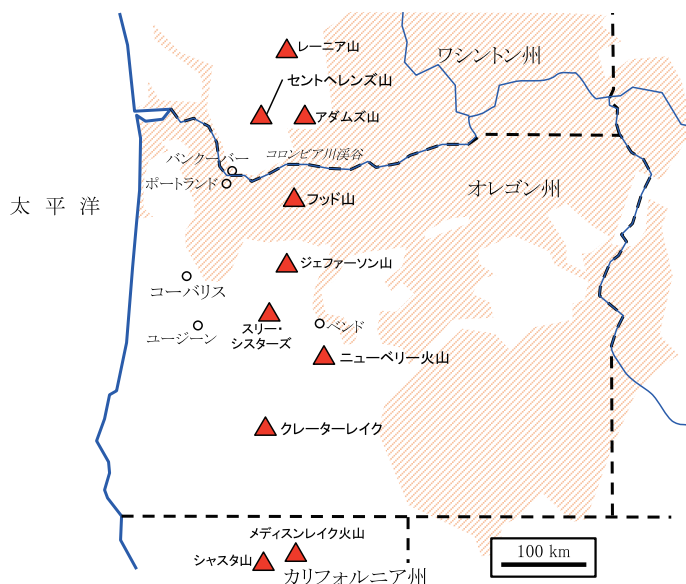 レーニア山
ワシントン州
セントヘレンズ山
アダムズ山
コロンビア川渓谷
バンクーバー
ポートランド
オレゴン州
フッド山
太 平 洋
ジェファーソン山
コーバリス
スリー・
シスターズ
ベンド
ユージーン
ニューベリー火山
クレーターレイク
メディスンレイク火山
シャスタ山
カリフォルニア州
100 km